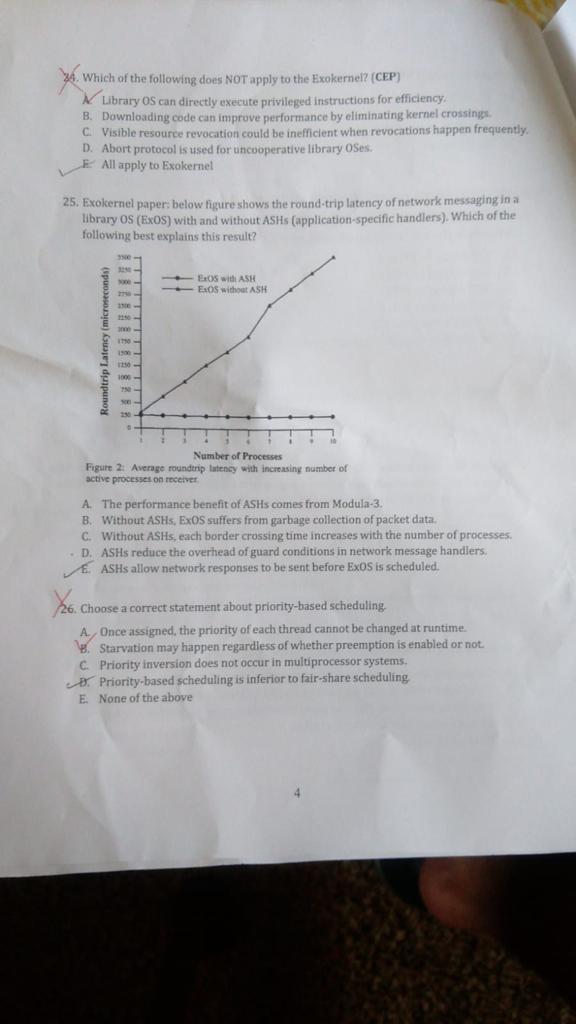 24. Which of the following does NOT apply to the Exokernel? (CEP)
A. Library OS can directly execute privileged instructions for efficiency.
B. Downloading code can improve performance by eliminating kernel crossings.
C. Visible resource revocation could be inefficient when revocations happen frequently.
D. Abort protocol is used for uncooperative library OSes.
E. All apply to Exokernel
25. Exokernel paper: below figure shows the round-trip latency of network messaging in a
library OS (ExOS) with and without ASHs (application-specific handlers). Which of the
following best explains this result?
Roundtrip Latency (microseconds)
3500
3250
3000
2750
2500
2250
2000
1750
1500
1250
1000
750
500
250
0
ExOS with ASH
ExOS without ASH
1 2 3 4 5 6 7 8 9 10
Number of Processes
Figure 2: Average roundtrip latency with increasing number of
active processes on receiver.
A. The performance benefit of ASHs comes from Modula-3.
B. Without ASHs, ExOS suffers from garbage collection of packet data.
C. Without ASHs, each border crossing time increases with the number of processes.
D. ASHs reduce the overhead of guard conditions in network message handlers.
E. ASHs allow network responses to be sent before ExOS is scheduled.
26. Choose a correct statement about priority-based scheduling.
A. Once assigned, the priority of each thread cannot be changed at runtime.
B. Starvation may happen regardless of whether preemption is enabled or not.
C. Priority inversion does not occur in multiprocessor systems.
D. Priority-based scheduling is inferior to fair-share scheduling.
E. None of the above
4